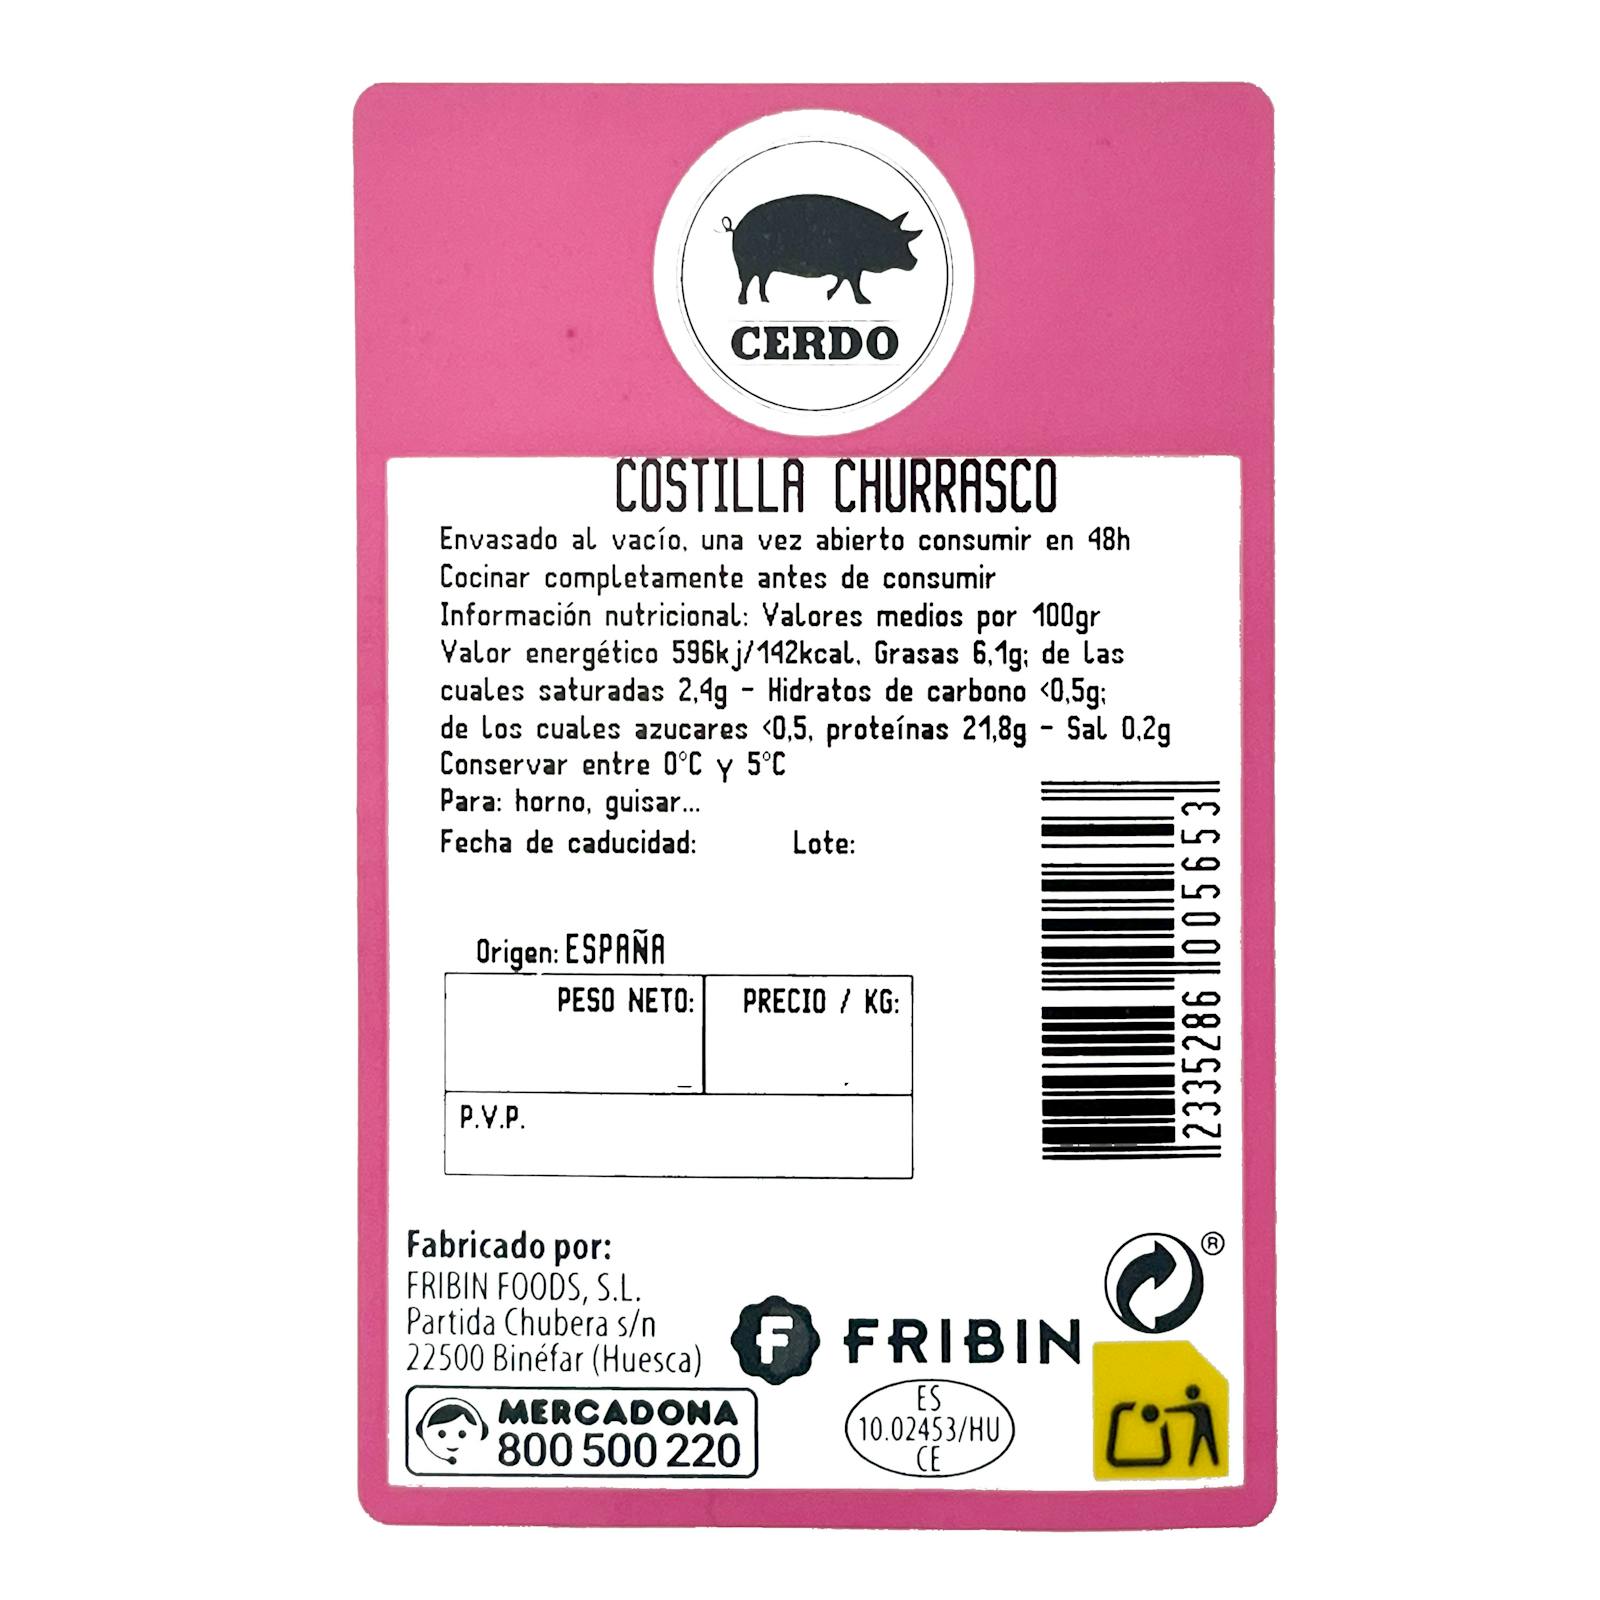 CERDO
COSTILLA CHURRASCO
Envasado al vacío, una vez abierto consumir en 48h
Cocinar completamente antes de consumir
Información nutricional: Valores medios por 100gr
Valor energético 596kj/142kcal, Grasas 6,1g; de las
cuales saturadas 2,4g - Hidratos de carbono <0,5g;
de los cuales azucares <0,5, proteínas 21,8g - Sal 0,2g
Conservar entre 0°C y 5°C
Para: horno, guisar...
Fecha de caducidad: Lote:
2335286005653
Origen: ESPAÑA
PESO NETO: PRECIO / KG:
P.V.P.
Fabricado por:
FRIBIN FOODS, S.L.
Partida Chubera s/n
22500 Binéfar (Huesca)
F FRIBIN
®
MERCADONA
800 500 220
ES
10.02453/HU
CE